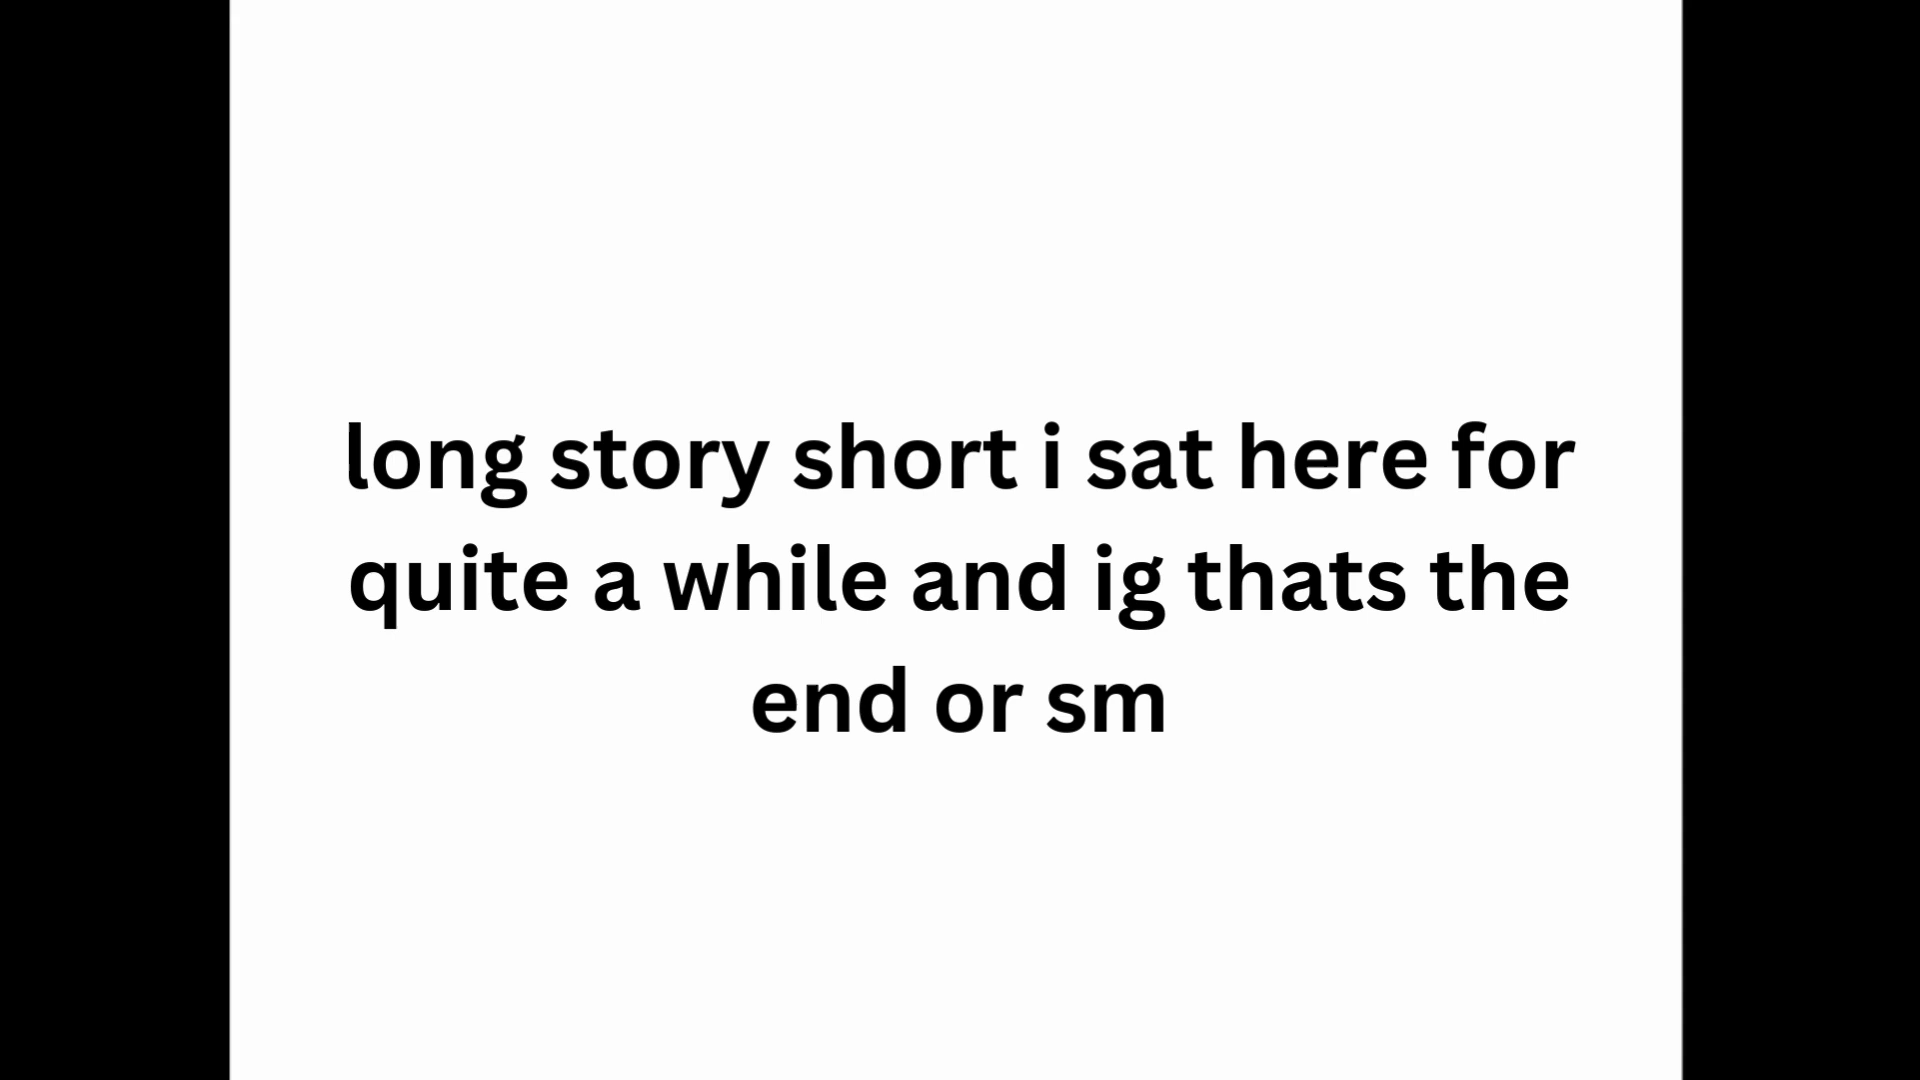 long story short i sat here for
quite a while and ig thats the
end or sm